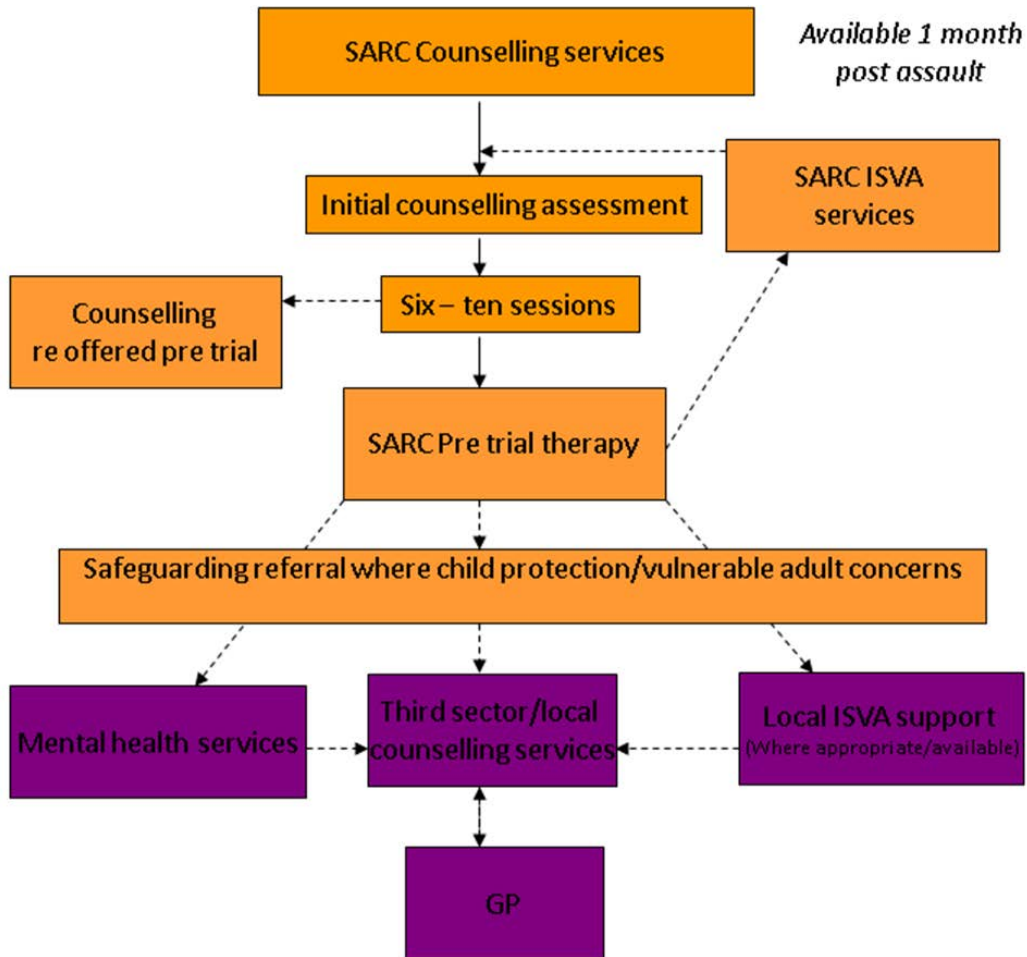 SARC Counselling services
Available 1 month
post assault
SARC ISVA
services
Initial counselling assessment
Six – ten sessions
Counselling
re offered pre trial
SARC Pre trial therapy
Safeguarding referral where child protection/vulnerable adult concerns
Mental health services
Third sector/local
counselling services
Local ISVA support
(Where appropriate/available)
GP